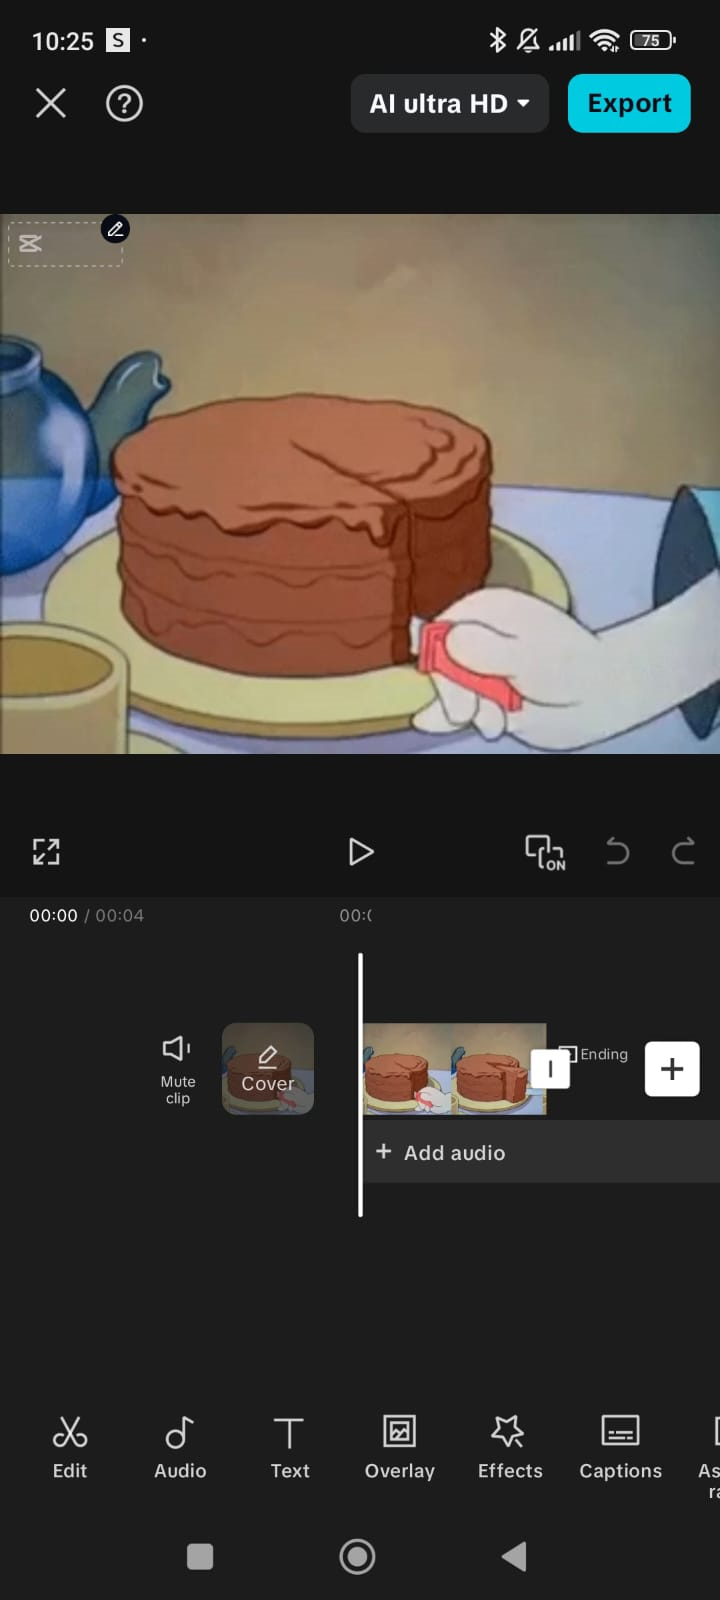 10:25 S
75
AI ultra HD
Export
ON
00:00 / 00:04
00:0
Mute
clip
Cover
Ending
+ Add audio
Edit
Audio
Text
Overlay
Effects
Captions
As
ra